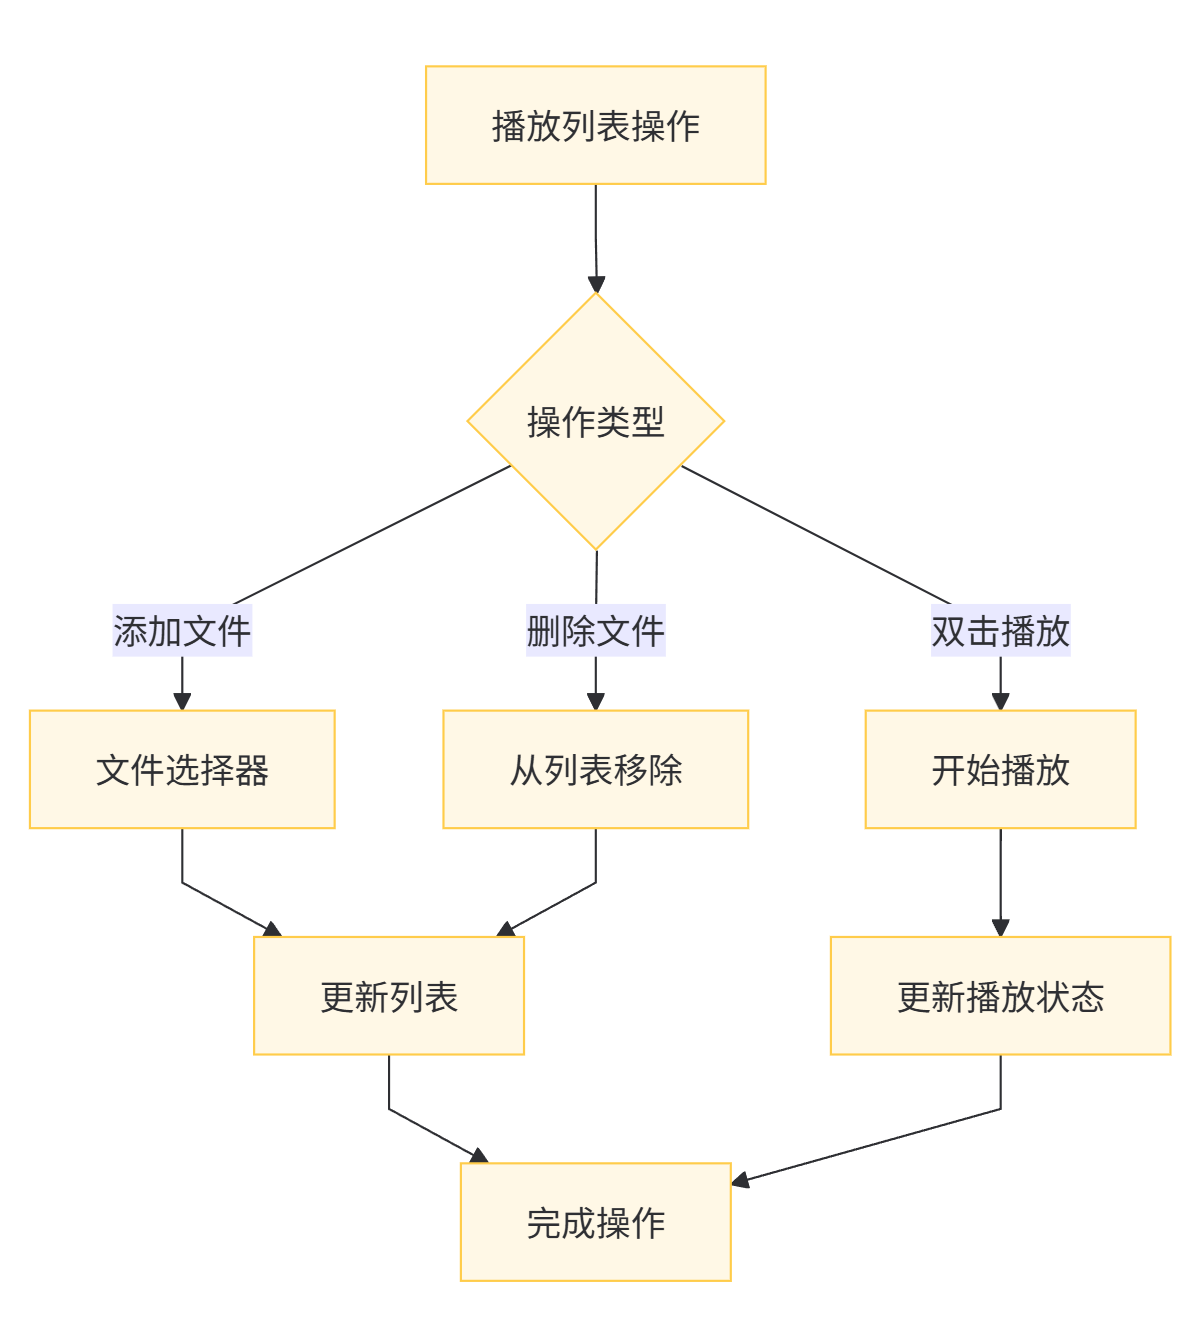 播放列表操作
操作类型
添加文件
删除文件
双击播放
文件选择器
从列表移除
开始播放
更新列表
更新播放状态
完成操作